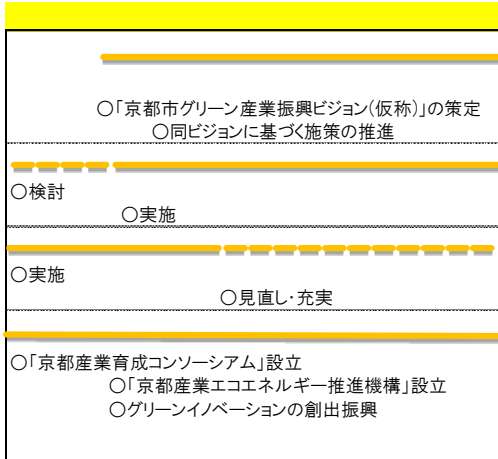 ○「京都市グリーン産業振興ビジョン(仮称)」の策定
○同ビジョンに基づく施策の推進
○検討
○実施
○実施
○見直し・充実
○「京都産業育成コンソーシアム」設立
○「京都産業エコエネルギー推進機構」設立
○グリーンイノベーションの創出振興